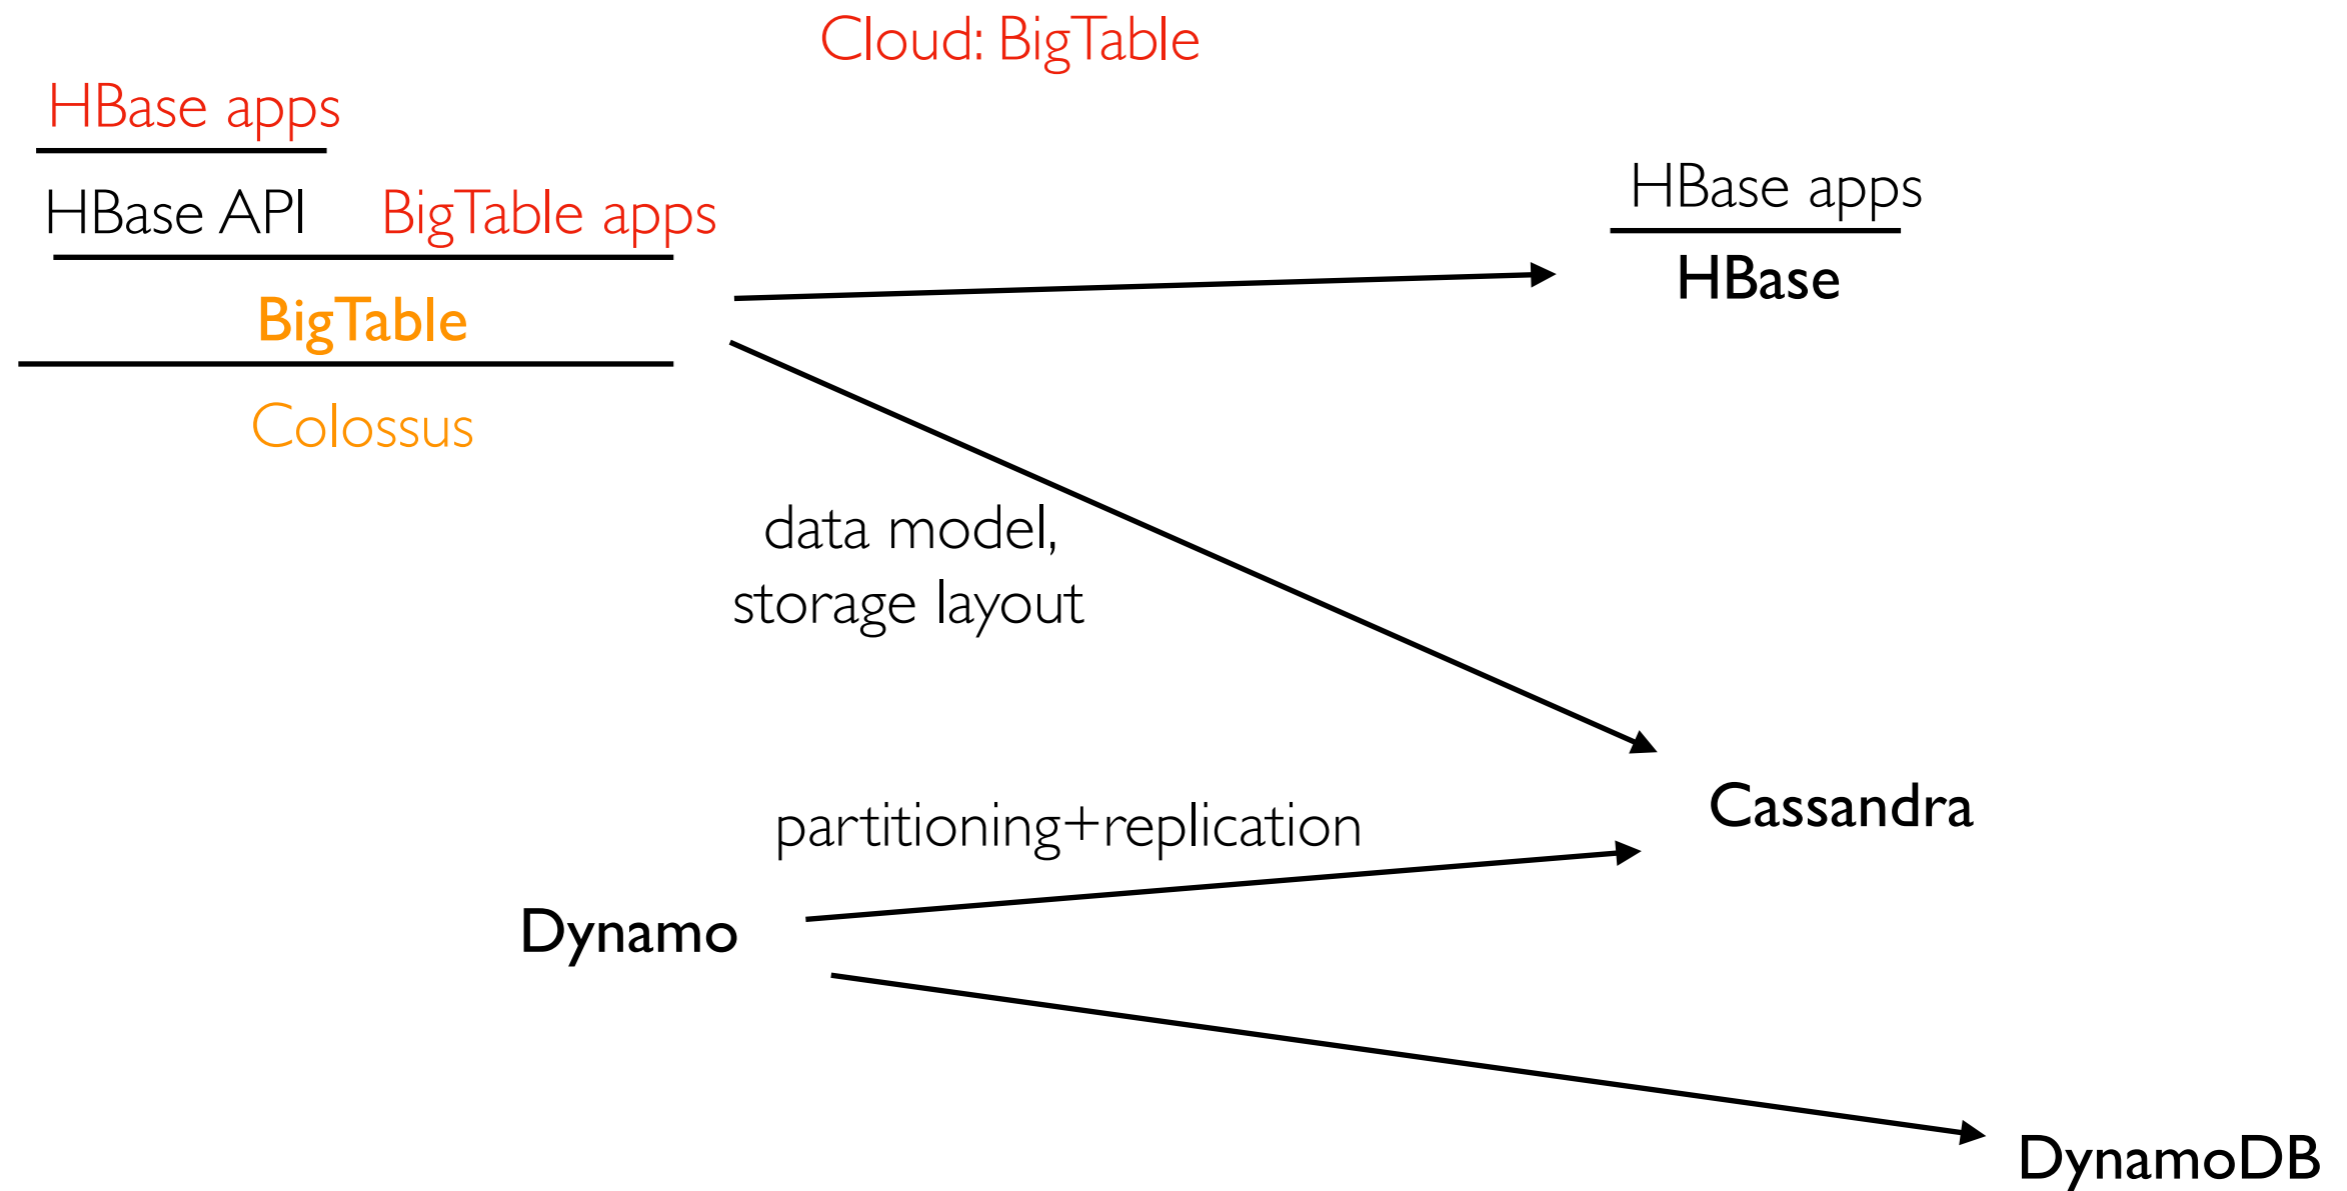 Cloud: BigTable
HBase apps
HBase API
BigTable apps
BigTable
Colossus
HBase apps
HBase
data model,
storage layout
partitioning+replication
Cassandra
Dynamo
DynamoDB